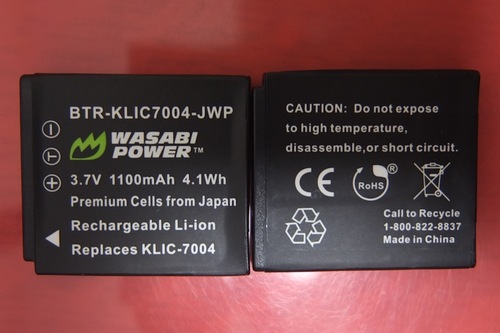 BTR-KLIC7004-JWP
WASABI
POWER™
3.7V 1100mAh 4.1Wh
Premium Cells from Japan
Rechargeable Li-ion
Replaces KLIC-7004
− 
T
+
CAUTION: Do not expose
to high temperature,
disassemble,or short circuit.
CE
RoHS ®
Call to Recycle
1-800-822-8837
Made in China